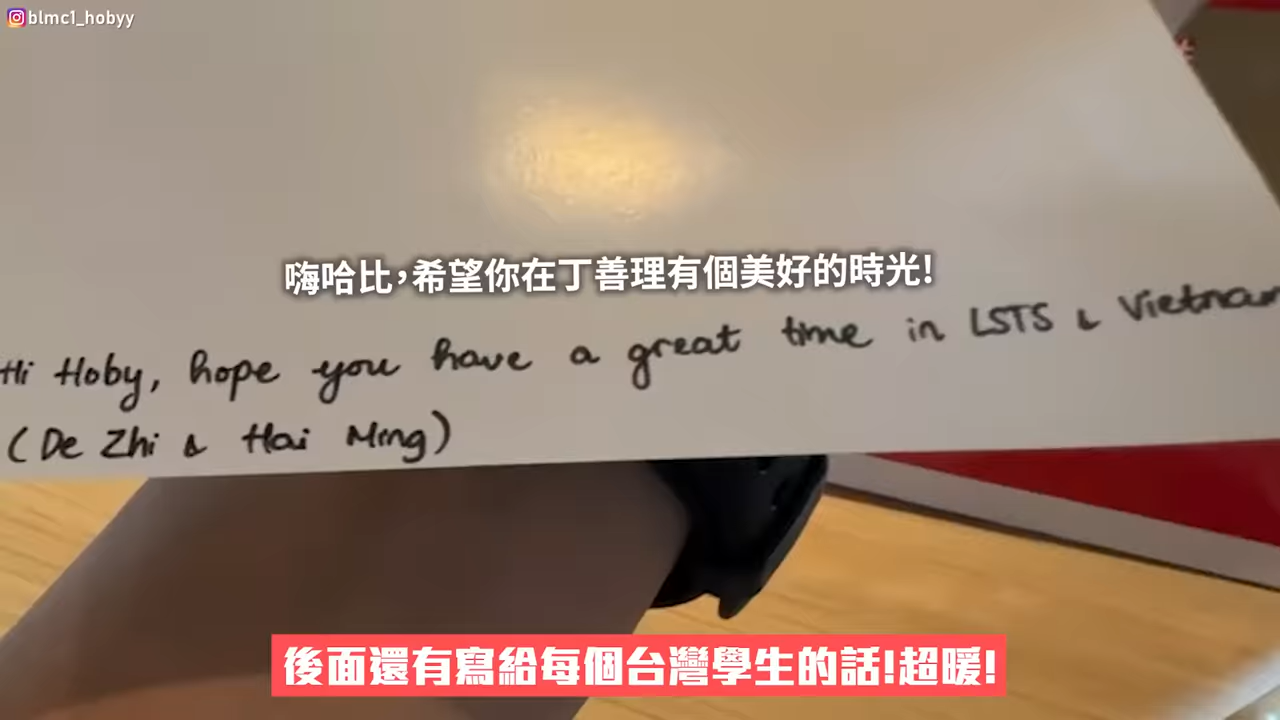 blmc1_hobyy
嗨哈比,希望你在丁善理有個美好的時光!
Hi Hoby, hope you have a great time in LSTS & Vietnam
(De Zhi & Hai Ming)
後面還有寫給每個台灣學生的話!超暖!